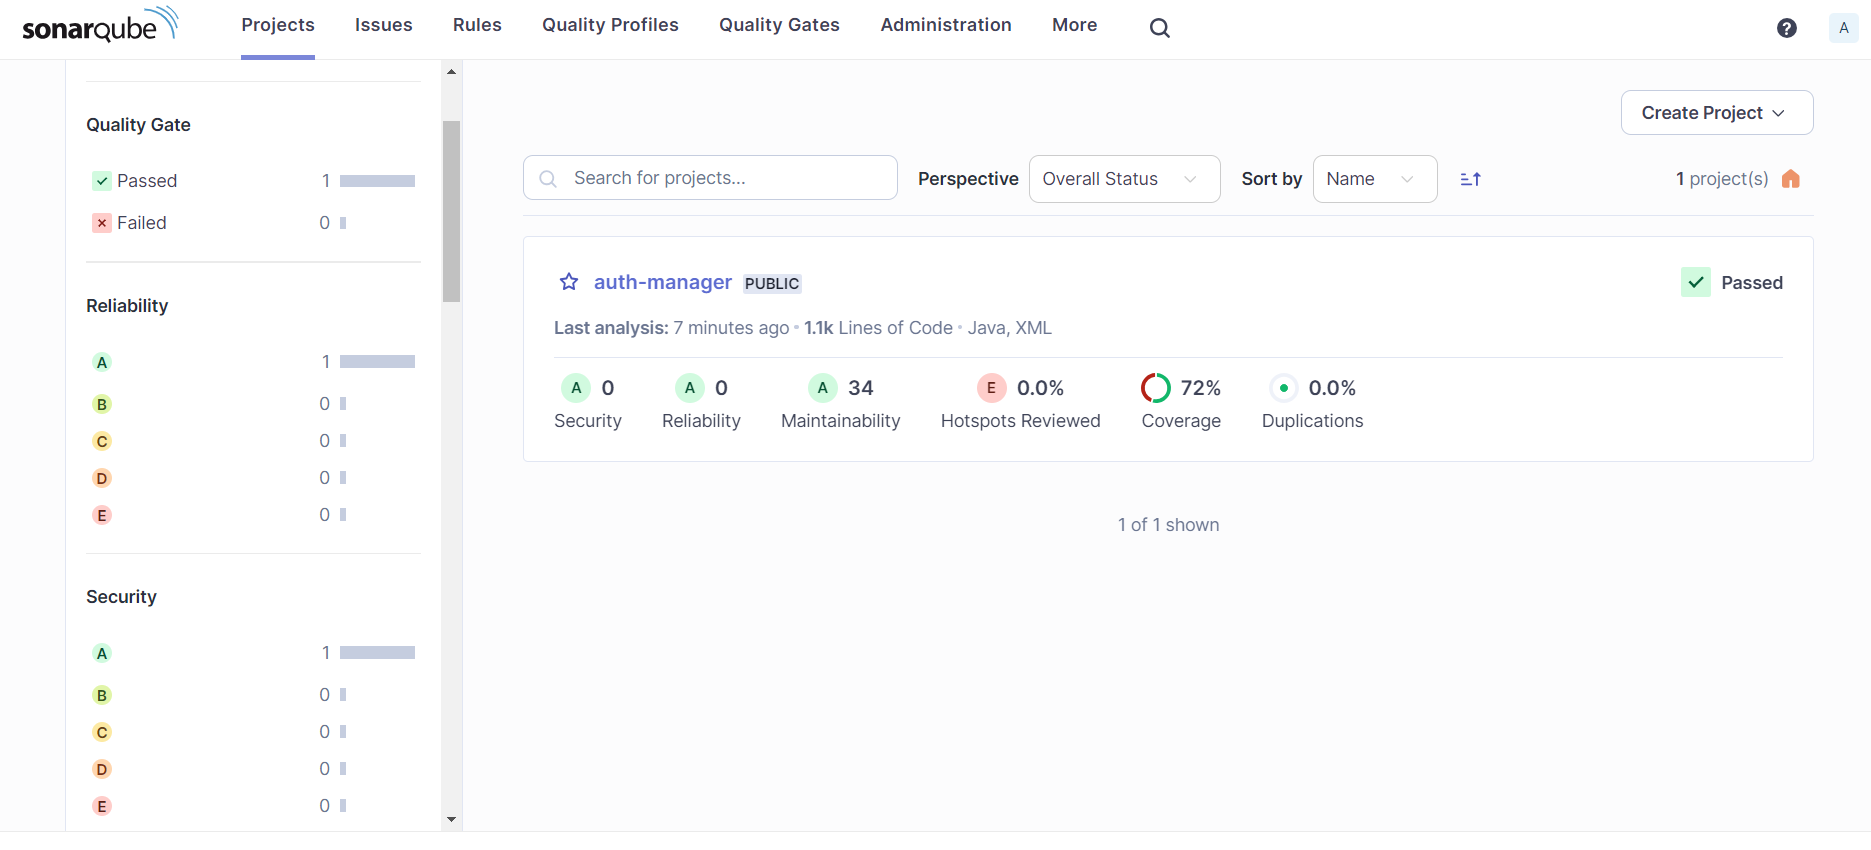 sonarqube
Projects Issues Rules Quality Profiles Quality Gates Administration More ? A
Quality Gate
Passed 1
Failed 0
Reliability
A 1
B 0
C 0
D 0
E 0
Security
A 1
B 0
C 0
D 0
E 0
Create Project
Search for projects... Perspective Overall Status Sort by Name 1 project(s)
auth-manager PUBLIC Passed
Last analysis: 7 minutes ago • 1.1k Lines of Code • Java, XML
A 0 A 0 A 34 E 0.0% 72% 0.0%
Security Reliability Maintainability Hotspots Reviewed Coverage Duplications
1 of 1 shown